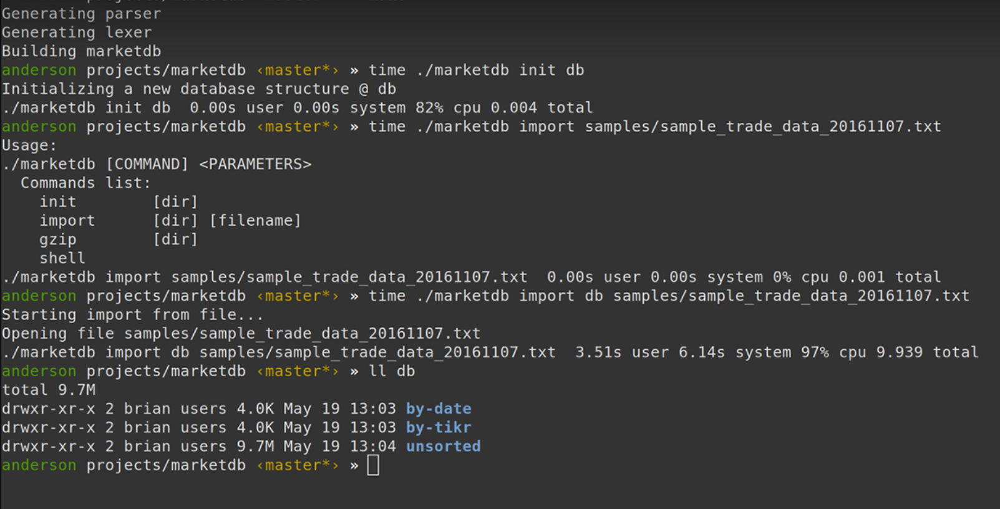 Generating parser
Generating lexer
Building marketdb
anderson projects/marketdb ‹master*› » time ./marketdb init db
Initializing a new database structure @ db
./marketdb init db  0.00s user 0.00s system 82% cpu 0.004 total
anderson projects/marketdb ‹master*› » time ./marketdb import samples/sample_trade_data_20161107.txt
Usage:
./marketdb [COMMAND] <PARAMETERS>
  Commands list:
    init        [dir]
    import      [dir] [filename]
    gzip        [dir]
    shell
./marketdb import samples/sample_trade_data_20161107.txt  0.00s user 0.00s system 0% cpu 0.001 total
anderson projects/marketdb ‹master*› » time ./marketdb import db samples/sample_trade_data_20161107.txt
Starting import from file...
Opening file samples/sample_trade_data_20161107.txt
./marketdb import db samples/sample_trade_data_20161107.txt  3.51s user 6.14s system 97% cpu 9.939 total
anderson projects/marketdb ‹master*› » ll db
total 9.7M
drwxr-xr-x 2 brian users 4.0K May 19 13:03 by-date
drwxr-xr-x 2 brian users 4.0K May 19 13:03 by-tikr
drwxr-xr-x 2 brian users 9.7M May 19 13:04 unsorted
anderson projects/marketdb ‹master*› »